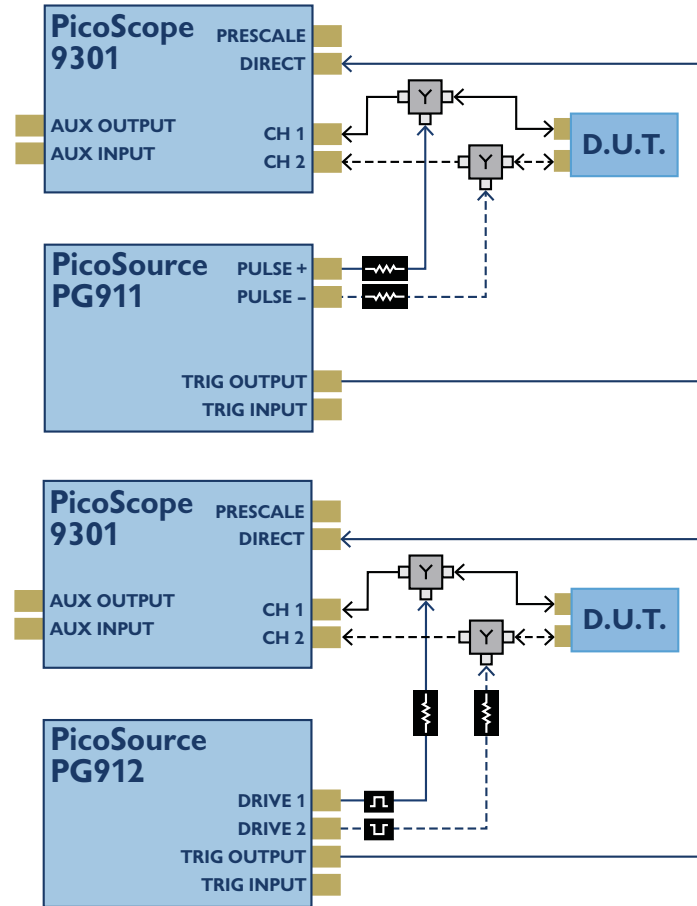 PicoScope
9301
PRESCALE
DIRECT
AUX OUTPUT
AUX INPUT
CH 1
CH 2
Y
Y
D.U.T.
PicoSource
PG911
PULSE +
PULSE –
TRIG OUTPUT
TRIG INPUT
PicoScope
9301
PRESCALE
DIRECT
AUX OUTPUT
AUX INPUT
CH 1
CH 2
Y
Y
D.U.T.
PicoSource
PG912
DRIVE 1
DRIVE 2
TRIG OUTPUT
TRIG INPUT